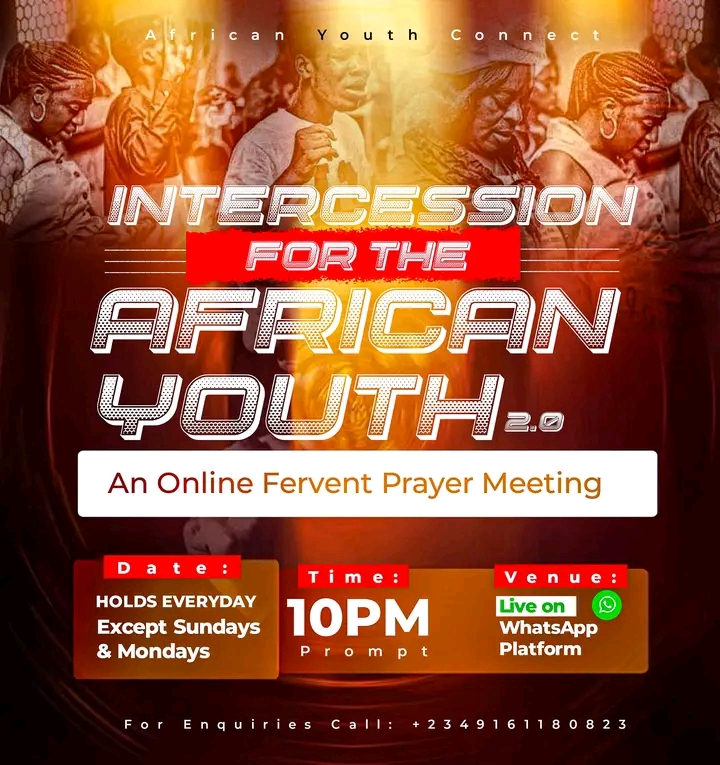 African Youth Connect
INTERCESSION
FOR THE
AFRICAN
YOUTH 2.0
An Online Fervent Prayer Meeting
Date:
HOLDS EVERYDAY
Except Sundays
& Mondays
Time:
10PM
Prompt
Venue:
Live on
WhatsApp
Platform
For Enquiries Call: +2349161180823